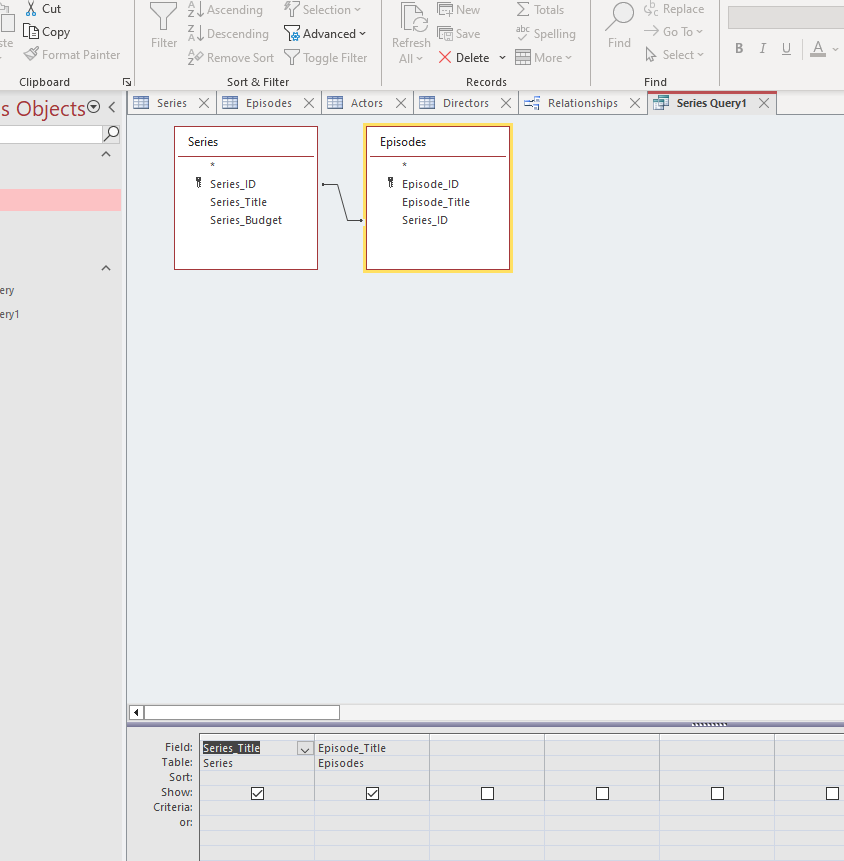 Cut
Copy
Format Painter
Clipboard
Filter
Ascending
Descending
Remove Sort
Selection
Advanced
Toggle Filter
Sort & Filter
Refresh
All
New
Save
Delete
Totals
Spelling
More
Records
Find
Replace
Go To
Select
Find
B I U A
s Objects
ery
ery1
Series
Episodes
Actors
Directors
Relationships
Series Query1
Series
*
Series_ID
Series_Title
Series_Budget
Episodes
*
Episode_ID
Episode_Title
Series_ID
Field: Series_Title Episode_Title
Table: Series Episodes
Sort:
Show:
Criteria:
or: